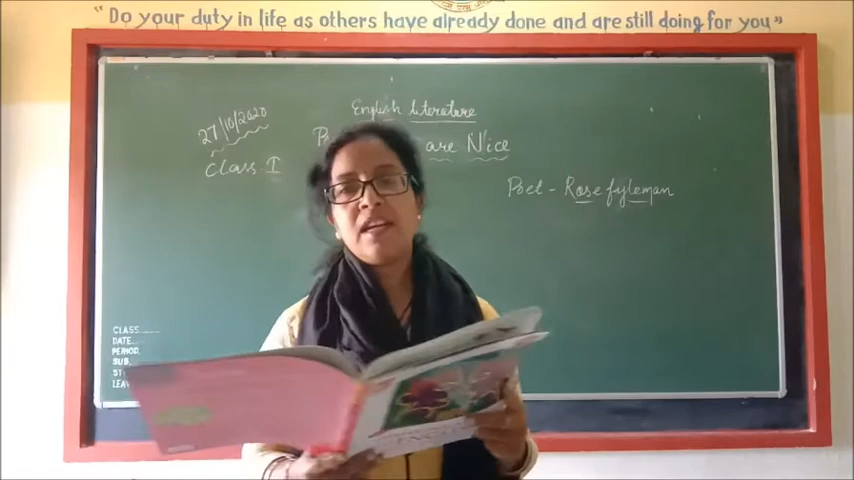 "Do your duty in life as others have already done and are still doing for you"
English Literature
27/10/2020
P are Nice
Class I
Poet - Rose fyleman
CLASS
DATE
PERIOD
SUB.